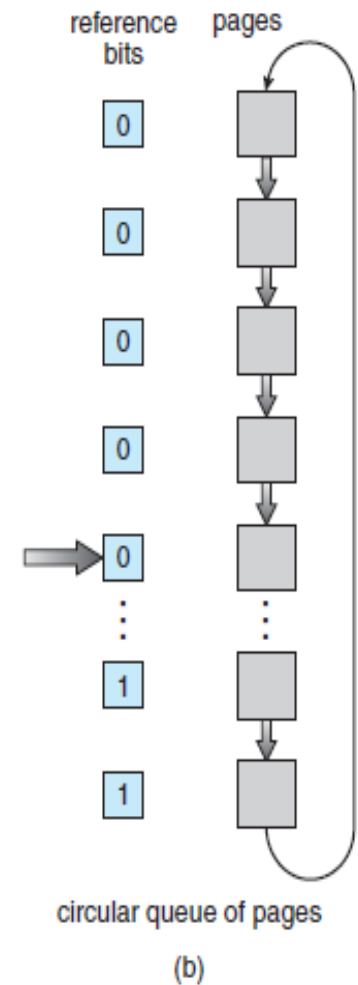 reference bits
pages
0
0
0
0
0
1
1
circular queue of pages
(b)